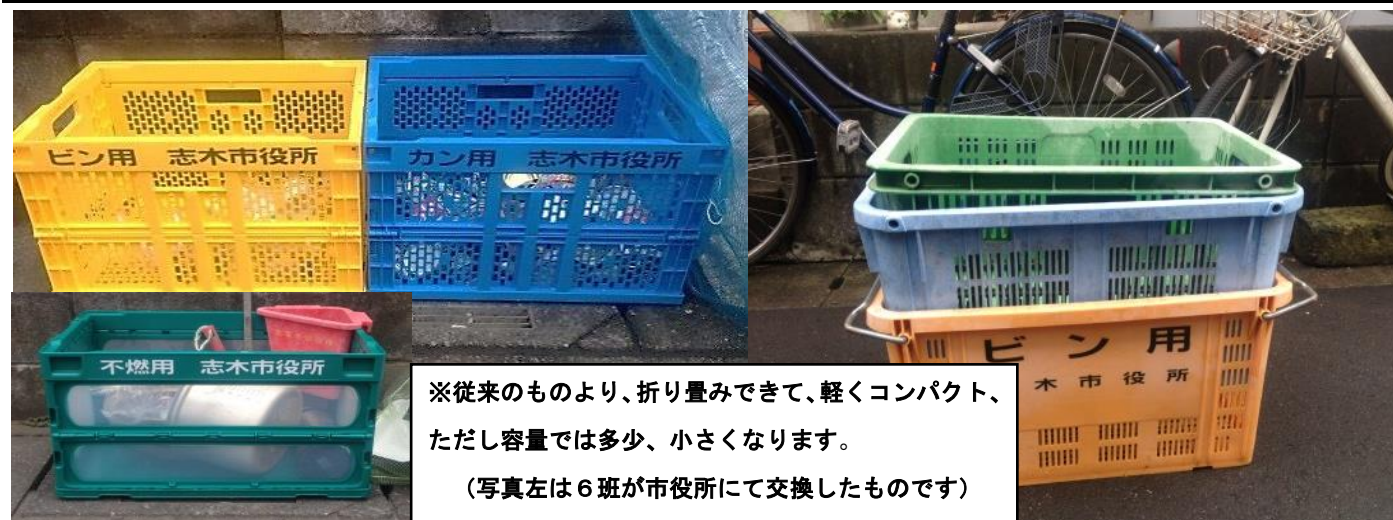 ビン用 志木市役所
カン用 志木市役所
不燃用 志木市役所
ビン用
木市役所
※従来のものより、折り畳みできて、軽くコンパクト、
ただし容量では多少、小さくなります。
（写真左は６班が市役所にて交換したものです）